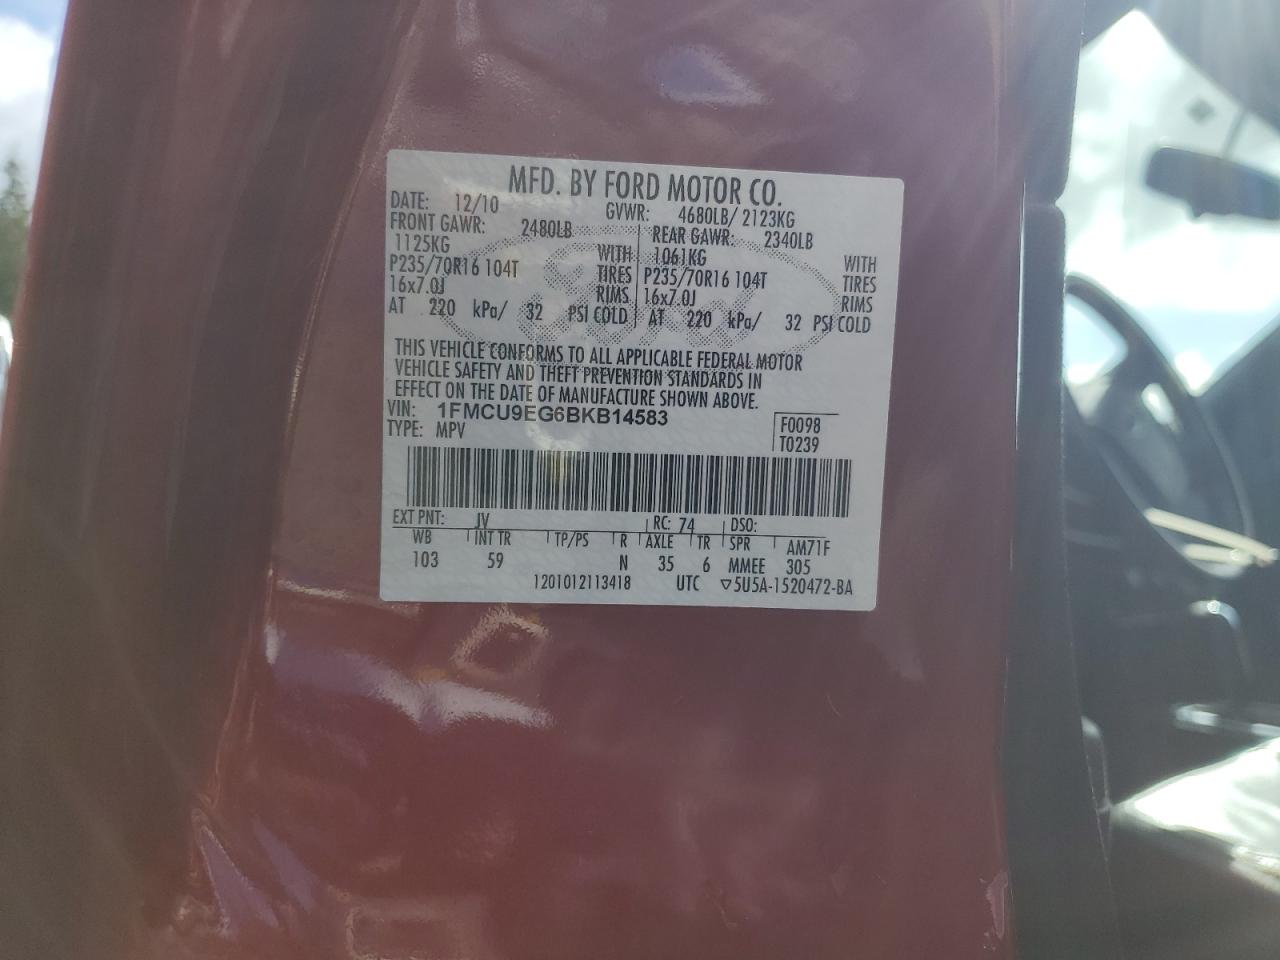 MFD. BY FORD MOTOR CO.
DATE: 12/10 GVWR: 4680LB/ 2123KG
FRONT GAWR: 2480LB REAR GAWR: 2340LB
1125KG WITH 1061KG WITH
P235/70R16 104T TIRES P235/70R16 104T TIRES
16x7.0J RIMS 16x7.0J RIMS
AT 220 kPa/ 32 PSI COLD AT 220 kPa/ 32 PSI COLD
Ford
THIS VEHICLE CONFORMS TO ALL APPLICABLE FEDERAL MOTOR
VEHICLE SAFETY AND THEFT PREVENTION STANDARDS IN
EFFECT ON THE DATE OF MANUFACTURE SHOWN ABOVE.
VIN: 1FMCU9EG6BKB14583 F0098
TYPE: MPV T0239
EXT PNT: JV RC: 74 DSO:
WB INT TR TP/PS R AXLE TR SPR AM71F
103 59 N 35 6 MMEE 305
1201012113418 UTC ▽5U5A-1520472-BA